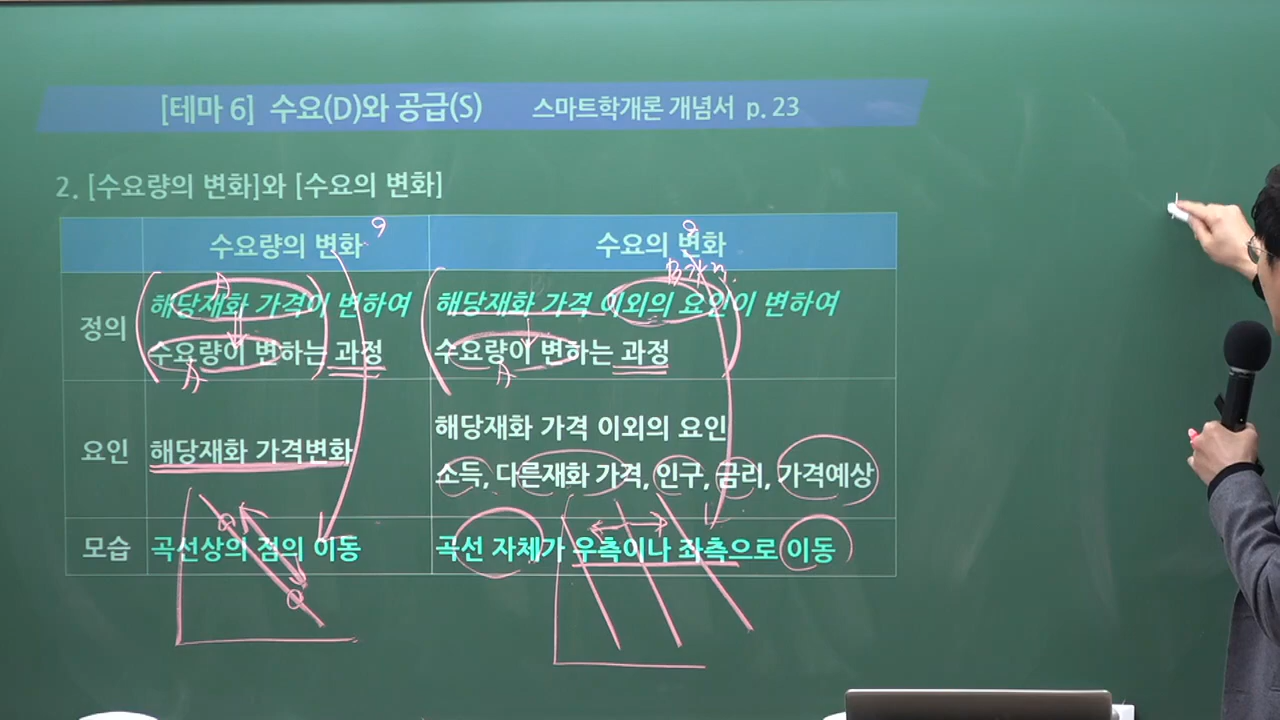 [테마 6] 수요(D)와 공급(S) 스마트학개론 개념서 p. 23
2. [수요량의 변화]와 [수요의 변화]
수요량의 변화 수요의 변화
정의
해당재화 가격이 변하여
수요량이 변하는 과정
해당재화 가격 이외의 요인이 변하여
수요량이 변하는 과정
요인
해당재화 가격변화
해당재화 가격 이외의 요인
소득, 다른재화 가격, 인구, 금리, 가격예상
모습
곡선상의 점의 이동
곡선 자체가 우측이나 좌측으로 이동